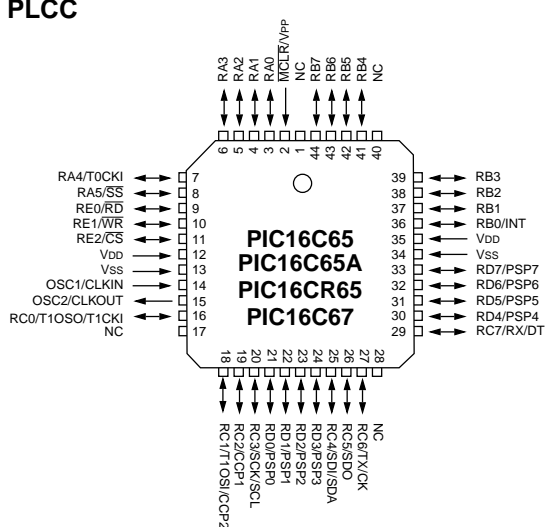 PLCC
RA3
RA2
RA1
RA0
MCLR/VPP
NC
RB7
RB6
RB5
RB4
NC
6
5
4
3
2
1
44
43
42
41
40
RA4/T0CKI 7
RA5/SS 8
RE0/RD 9
RE1/WR 10
RE2/CS 11
VDD 12
VSS 13
OSC1/CLKIN 14
OSC2/CLKOUT 15
RC0/T1OSO/T1CKI 16
NC 17
PIC16C65
PIC16C65A
PIC16CR65
PIC16C67
39 RB3
38 RB2
37 RB1
36 RB0/INT
35 VDD
34 VSS
33 RD7/PSP7
32 RD6/PSP6
31 RD5/PSP5
30 RD4/PSP4
29 RC7/RX/DT
18
19
20
21
22
23
24
25
26
27
28
RC1/T1OSI/CCP2
RC2/CCP1
RC3/SCK/SCL
RD0/PSP0
RD1/PSP1
RD2/PSP2
RD3/PSP3
RC4/SDI/SDA
RC5/SDO
RC6/TX/CK
NC